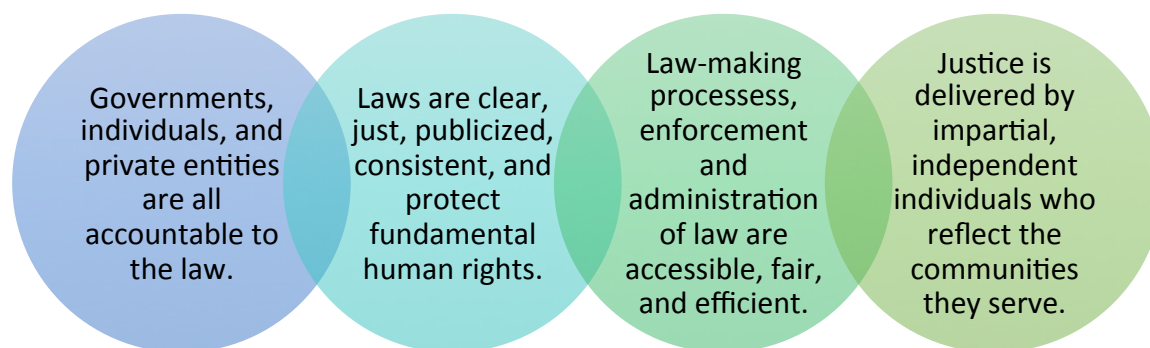 Governments,
individuals, and
private entities
are all
accountable to
the law.
Laws are clear,
just, publicized,
consistent, and
protect
fundamental
human rights.
Law-making
processess,
enforcement
and
administration
of law are
accessible, fair,
and efficient.
Justice is
delivered by
impartial,
independent
individuals who
reflect the
communities
they serve.